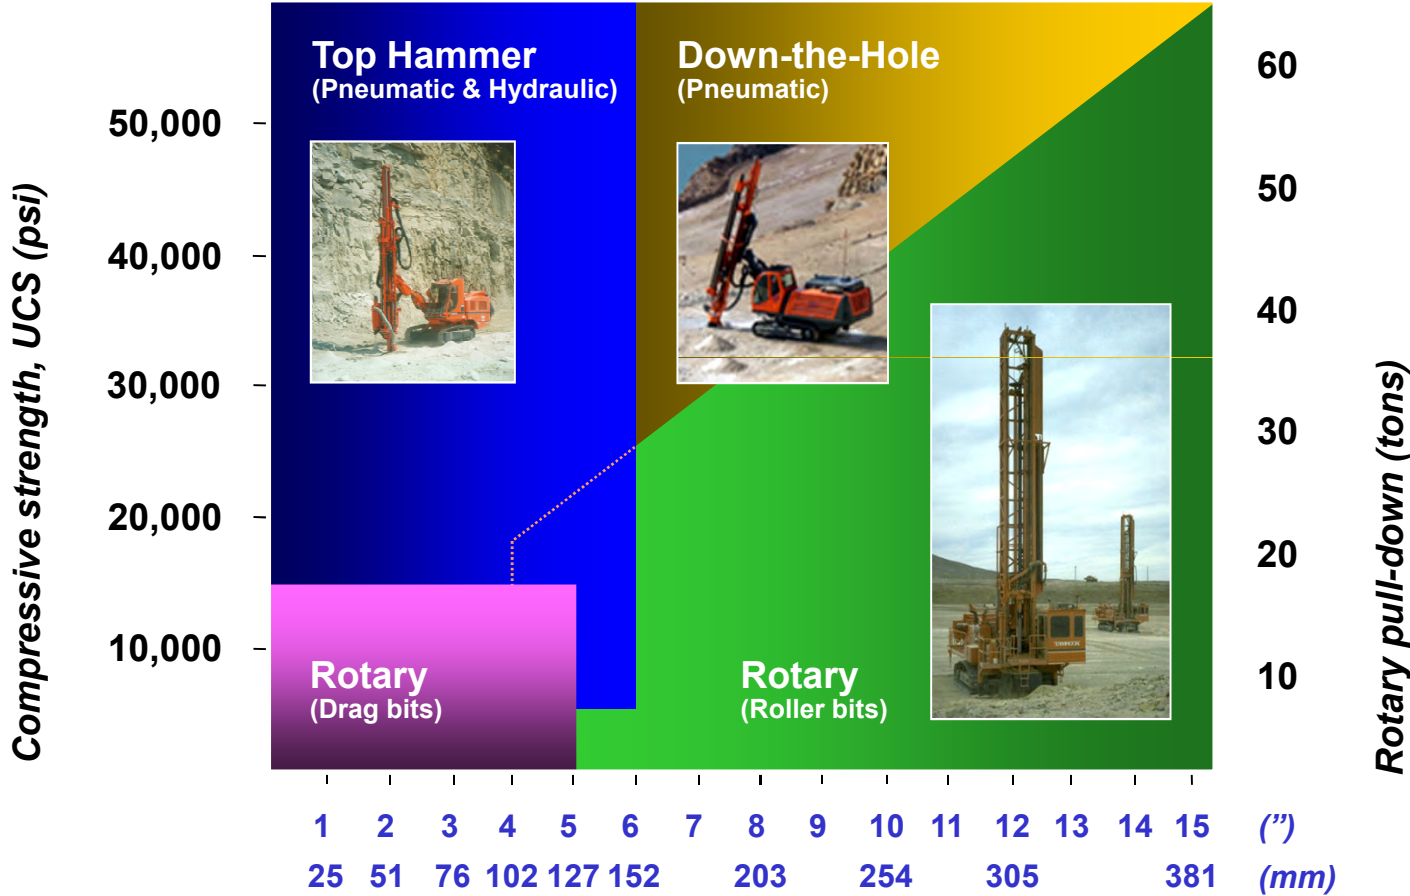 Top Hammer
(Pneumatic & Hydraulic)
Down-the-Hole
(Pneumatic)
Compressive strength, UCS (psi)
50,000
40,000
30,000
20,000
10,000
60
50
40
30
20
10
Rotary pull-down (tons)
Rotary
(Drag bits)
Rotary
(Roller bits)
1 2 3 4 5 6 7 8 9 10 11 12 13 14 15 (”)
25 51 76 102 127 152 203 254 305 381 (mm)